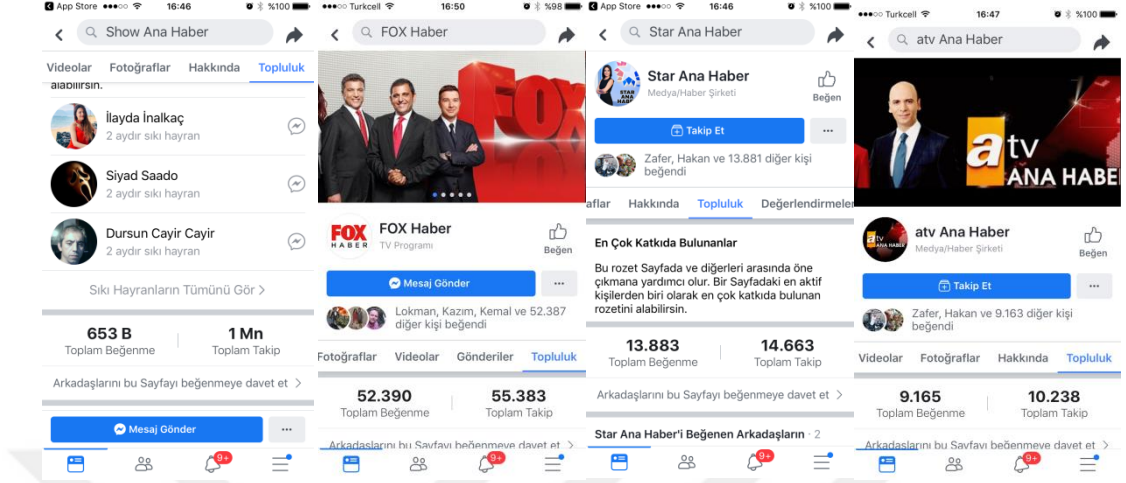 App Store 16:46 %100
Show Ana Haber
Videolar Fotoğraflar Hakkında Topluluk
alabilirsin.
İlayda İnalkaç
2 aydır sıkı hayran
Siyad Saado
2 aydır sıkı hayran
Dursun Cayir Cayir
2 aydır sıkı hayran
Sıkı Hayranların Tümünü Gör >
653 B 1 Mn
Toplam Beğenme Toplam Takip
Arkadaşlarını bu Sayfayı beğenmeye davet et >
Mesaj Gönder ...
9+
Turkcell 16:50 %98
FOX Haber
FOX
FOX HABER
FOX Haber
TV Programı
Beğen
Mesaj Gönder ...
Lokman, Kazım, Kemal ve 52.387
diğer kişi beğendi
Fotoğraflar Videolar Gönderiler Topluluk
52.390 55.383
Toplam Beğenme Toplam Takip
Arkadaşlarını bu Sayfayı beğenmeye davet et >
9+
App Store 16:46 %100
Star Ana Haber
STAR
ANA
HABER
Star Ana Haber
Medya/Haber Şirketi
Beğen
Takip Et ...
Zafer, Hakan ve 13.881 diğer kişi
beğendi
aflar Hakkında Topluluk Değerlendirmeler
En Çok Katkıda Bulunanlar
Bu rozet Sayfada ve diğerleri arasında öne
çıkmana yardımcı olur. Bir Sayfadaki en aktif
kişilerden biri olarak en çok katkıda bulunan
rozetini alabilirsin.
13.883 14.663
Toplam Beğenme Toplam Takip
Arkadaşlarını bu Sayfayı beğenmeye davet et >
Star Ana Haber'i Beğenen Arkadaşların · 2
9+
Turkcell 16:47 %100
atv Ana Haber
atv
ANA HABE
atv
ANA HABER
atv Ana Haber
Medya/Haber Şirketi
Beğen
Takip Et ...
Zafer, Hakan ve 9.163 diğer kişi
beğendi
Videolar Fotoğraflar Hakkında Topluluk
9.165 10.238
Toplam Beğenme Toplam Takip
Arkadaşlarını bu Sayfayı beğenmeye davet et >
9+